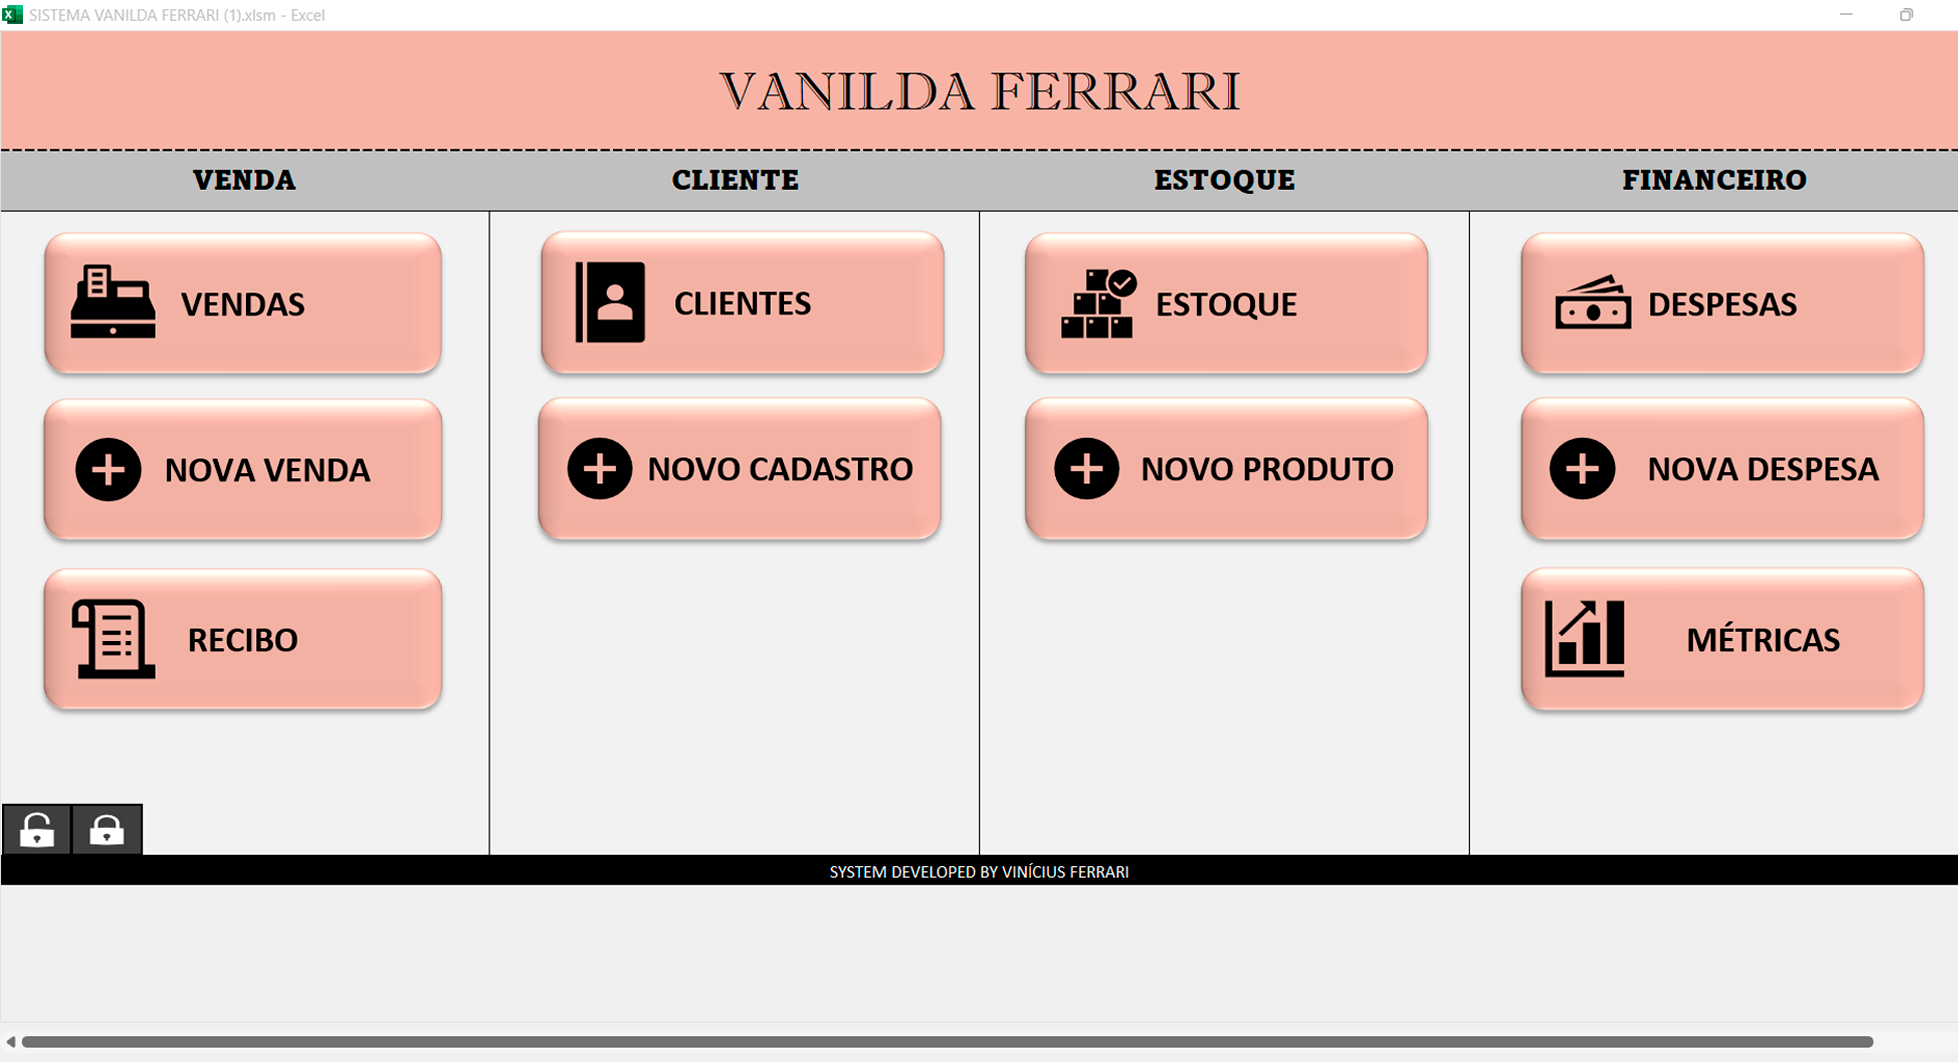 SISTEMA VANILDA FERRARI (1).xlsm - Excel
VANILDA FERRARI
VENDA CLIENTE ESTOQUE FINANCEIRO
VENDAS CLIENTES ESTOQUE DESPESAS
NOVA VENDA NOVO CADASTRO NOVO PRODUTO NOVA DESPESA
RECIBO MÉTRICAS
SYSTEM DEVELOPED BY VINÍCIUS FERRARI